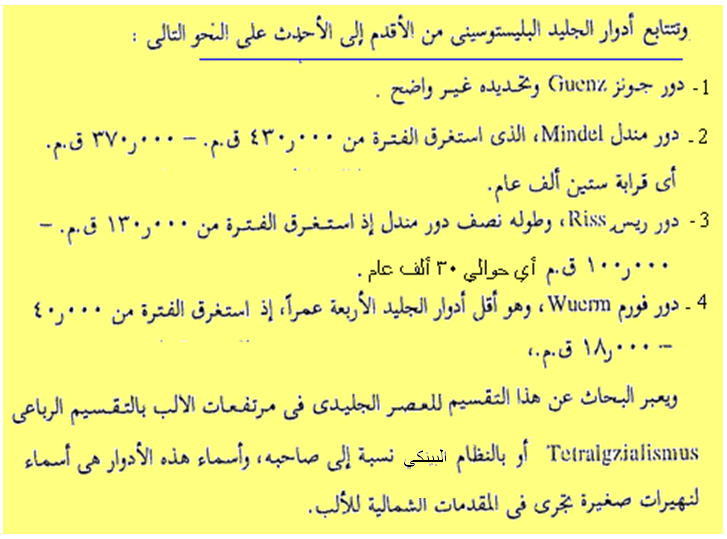 وتتتابع أدوار الجليد البليستوسينى من الأقدم إلى الأحدث على النحو التالى :
1- دور جونز Guenz وتحديده غير واضح .
2- دور مندل Mindel، الذى استغرق الفترة من ٤٣٠ر٠٠٠ ق.م. – ٣٧٠ر٠٠٠ ق.م.
أى قرابة ستين ألف عام.
3- دور ريس Riss، وطوله نصف دور مندل إذ استغرق الفترة من ١٣٠ر٠٠٠ ق.م. –
١٠٠ر٠٠٠ ق.م أي حوالي ٣٠ ألف عام .
4- دور فورم Wuerm، وهو أقل أدوار الجليد الأربعة عمراً، إذ استغرق الفترة من ٤٠ر٠٠٠
– ١٨ر٠٠٠ ق.م.،
ويعبر البحاث عن هذا التقسيم للعصر الجليدى فى مرتفعات الالب بالتقسيم الرباعى
Tetralgzialismus أو بالنظام البينكي نسبة إلى صاحبه، وأسماء هذه الأدوار هى أسماء
لنهيرات صغيرة تجرى فى المقدمات الشمالية للألب.